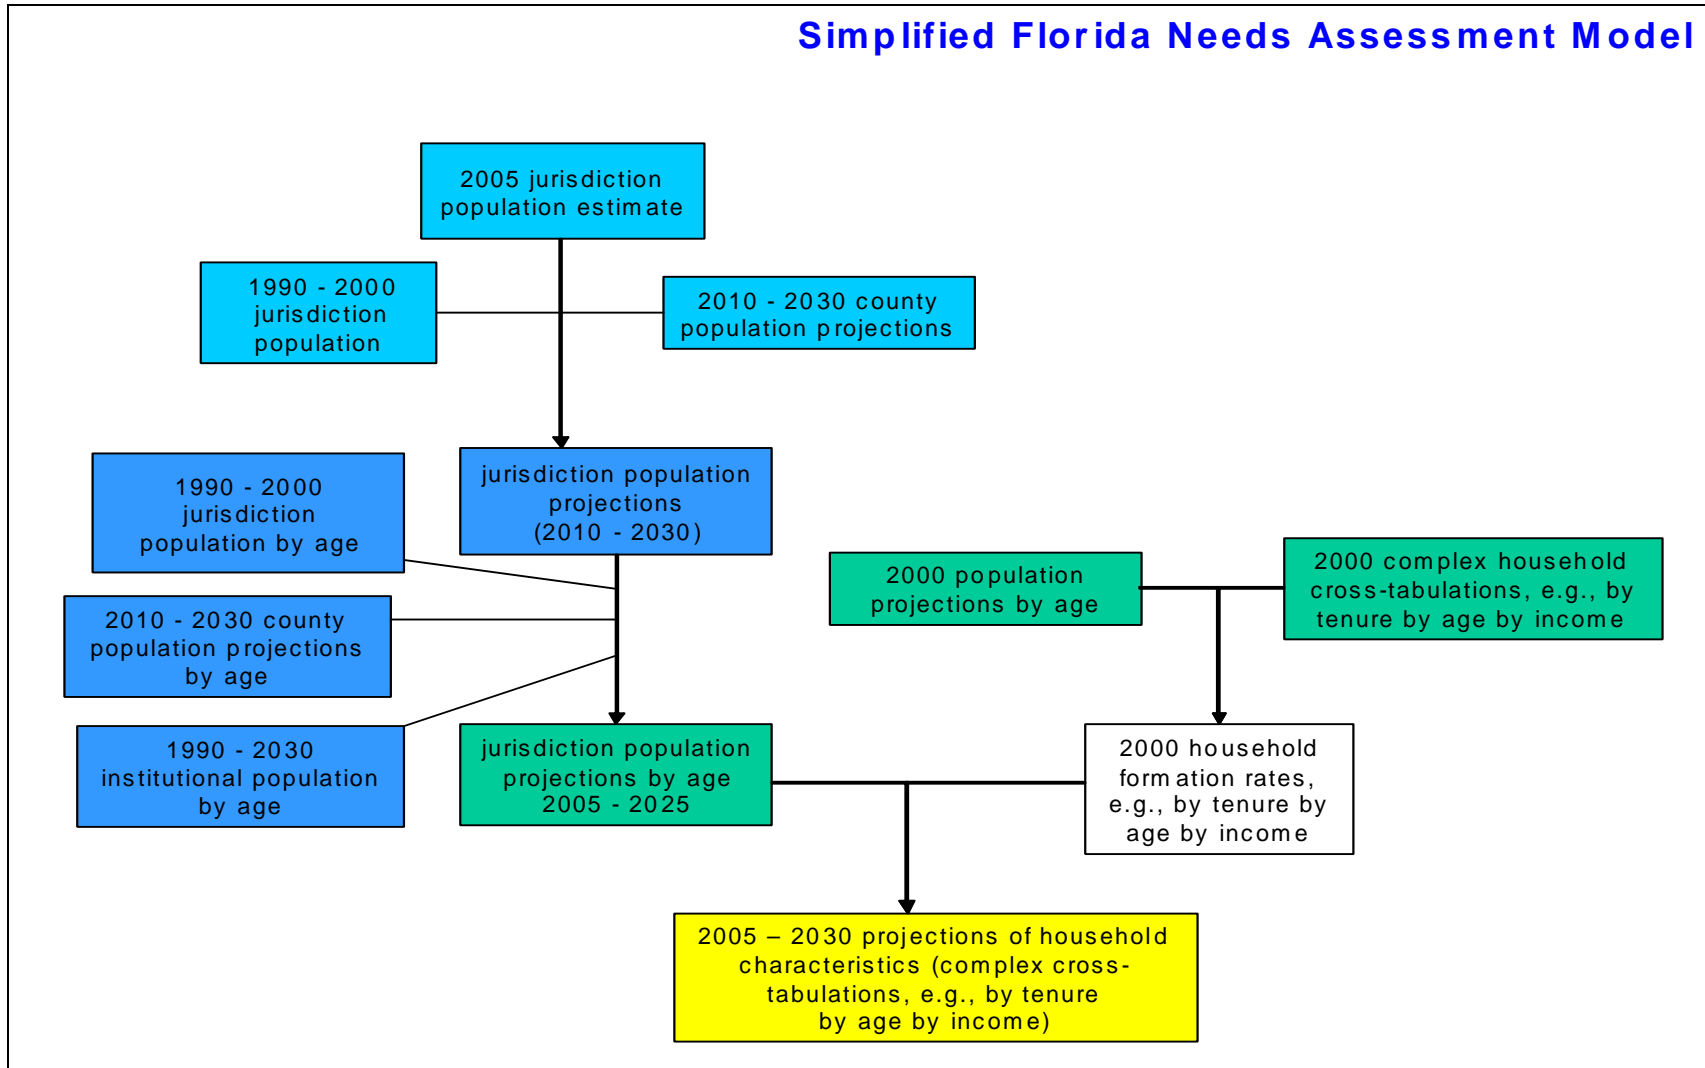 Simplified Florida Needs Assessment Model
2005 jurisdiction
population estimate
1990 - 2000
jurisdiction
population
2010 - 2030 county
population projections
1990 - 2000
jurisdiction
population by age
jurisdiction population
projections
(2010 - 2030)
2010 - 2030 county
population projections
by age
2000 population
projections by age
2000 complex household
cross-tabulations, e.g., by
tenure by age by income
1990 - 2030
institutional population
by age
jurisdiction population
projections by age
2005 - 2025
2000 household
formation rates,
e.g., by tenure by
age by income
2005 – 2030 projections of household
characteristics (complex cross-
tabulations, e.g., by tenure
by age by income)